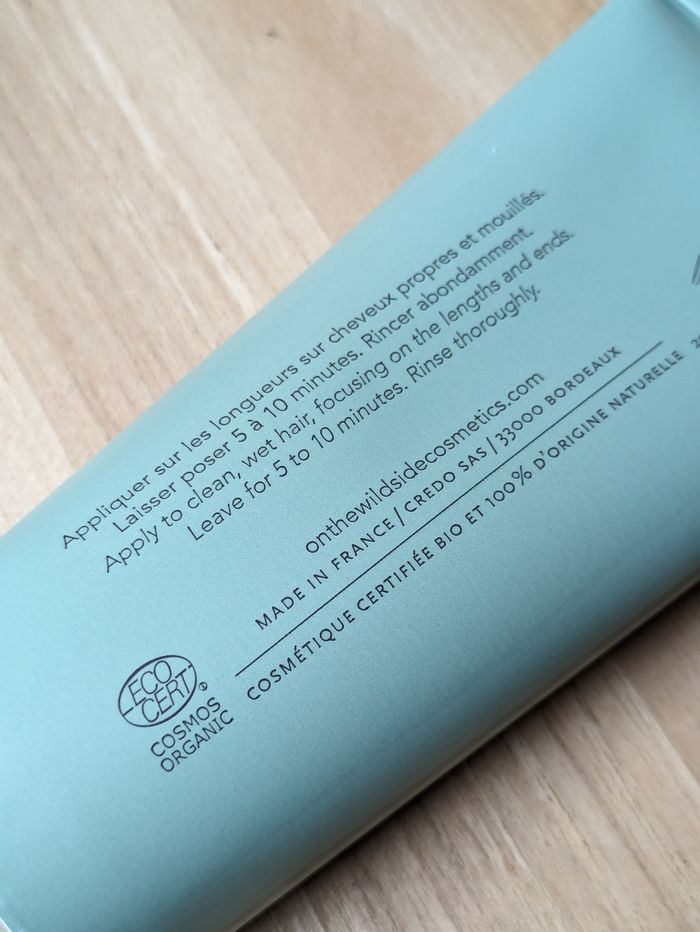 Appliquer sur les longueurs sur cheveux propres et mouillés.
Laisser poser 5 à 10 minutes. Rincer abondamment.
Apply to clean, wet hair, focusing on the lengths and ends.
Leave for 5 to 10 minutes. Rinse thoroughly.
onthewildsidecosmetics.com
MADE IN FRANCE / CREDO SAS / 33000 BORDEAUX
COSMÉTIQUE CERTIFIÉE BIO ET 100% D'ORIGINE NATURELLE
ECO
CERT®
COSMOS
ORGANIC